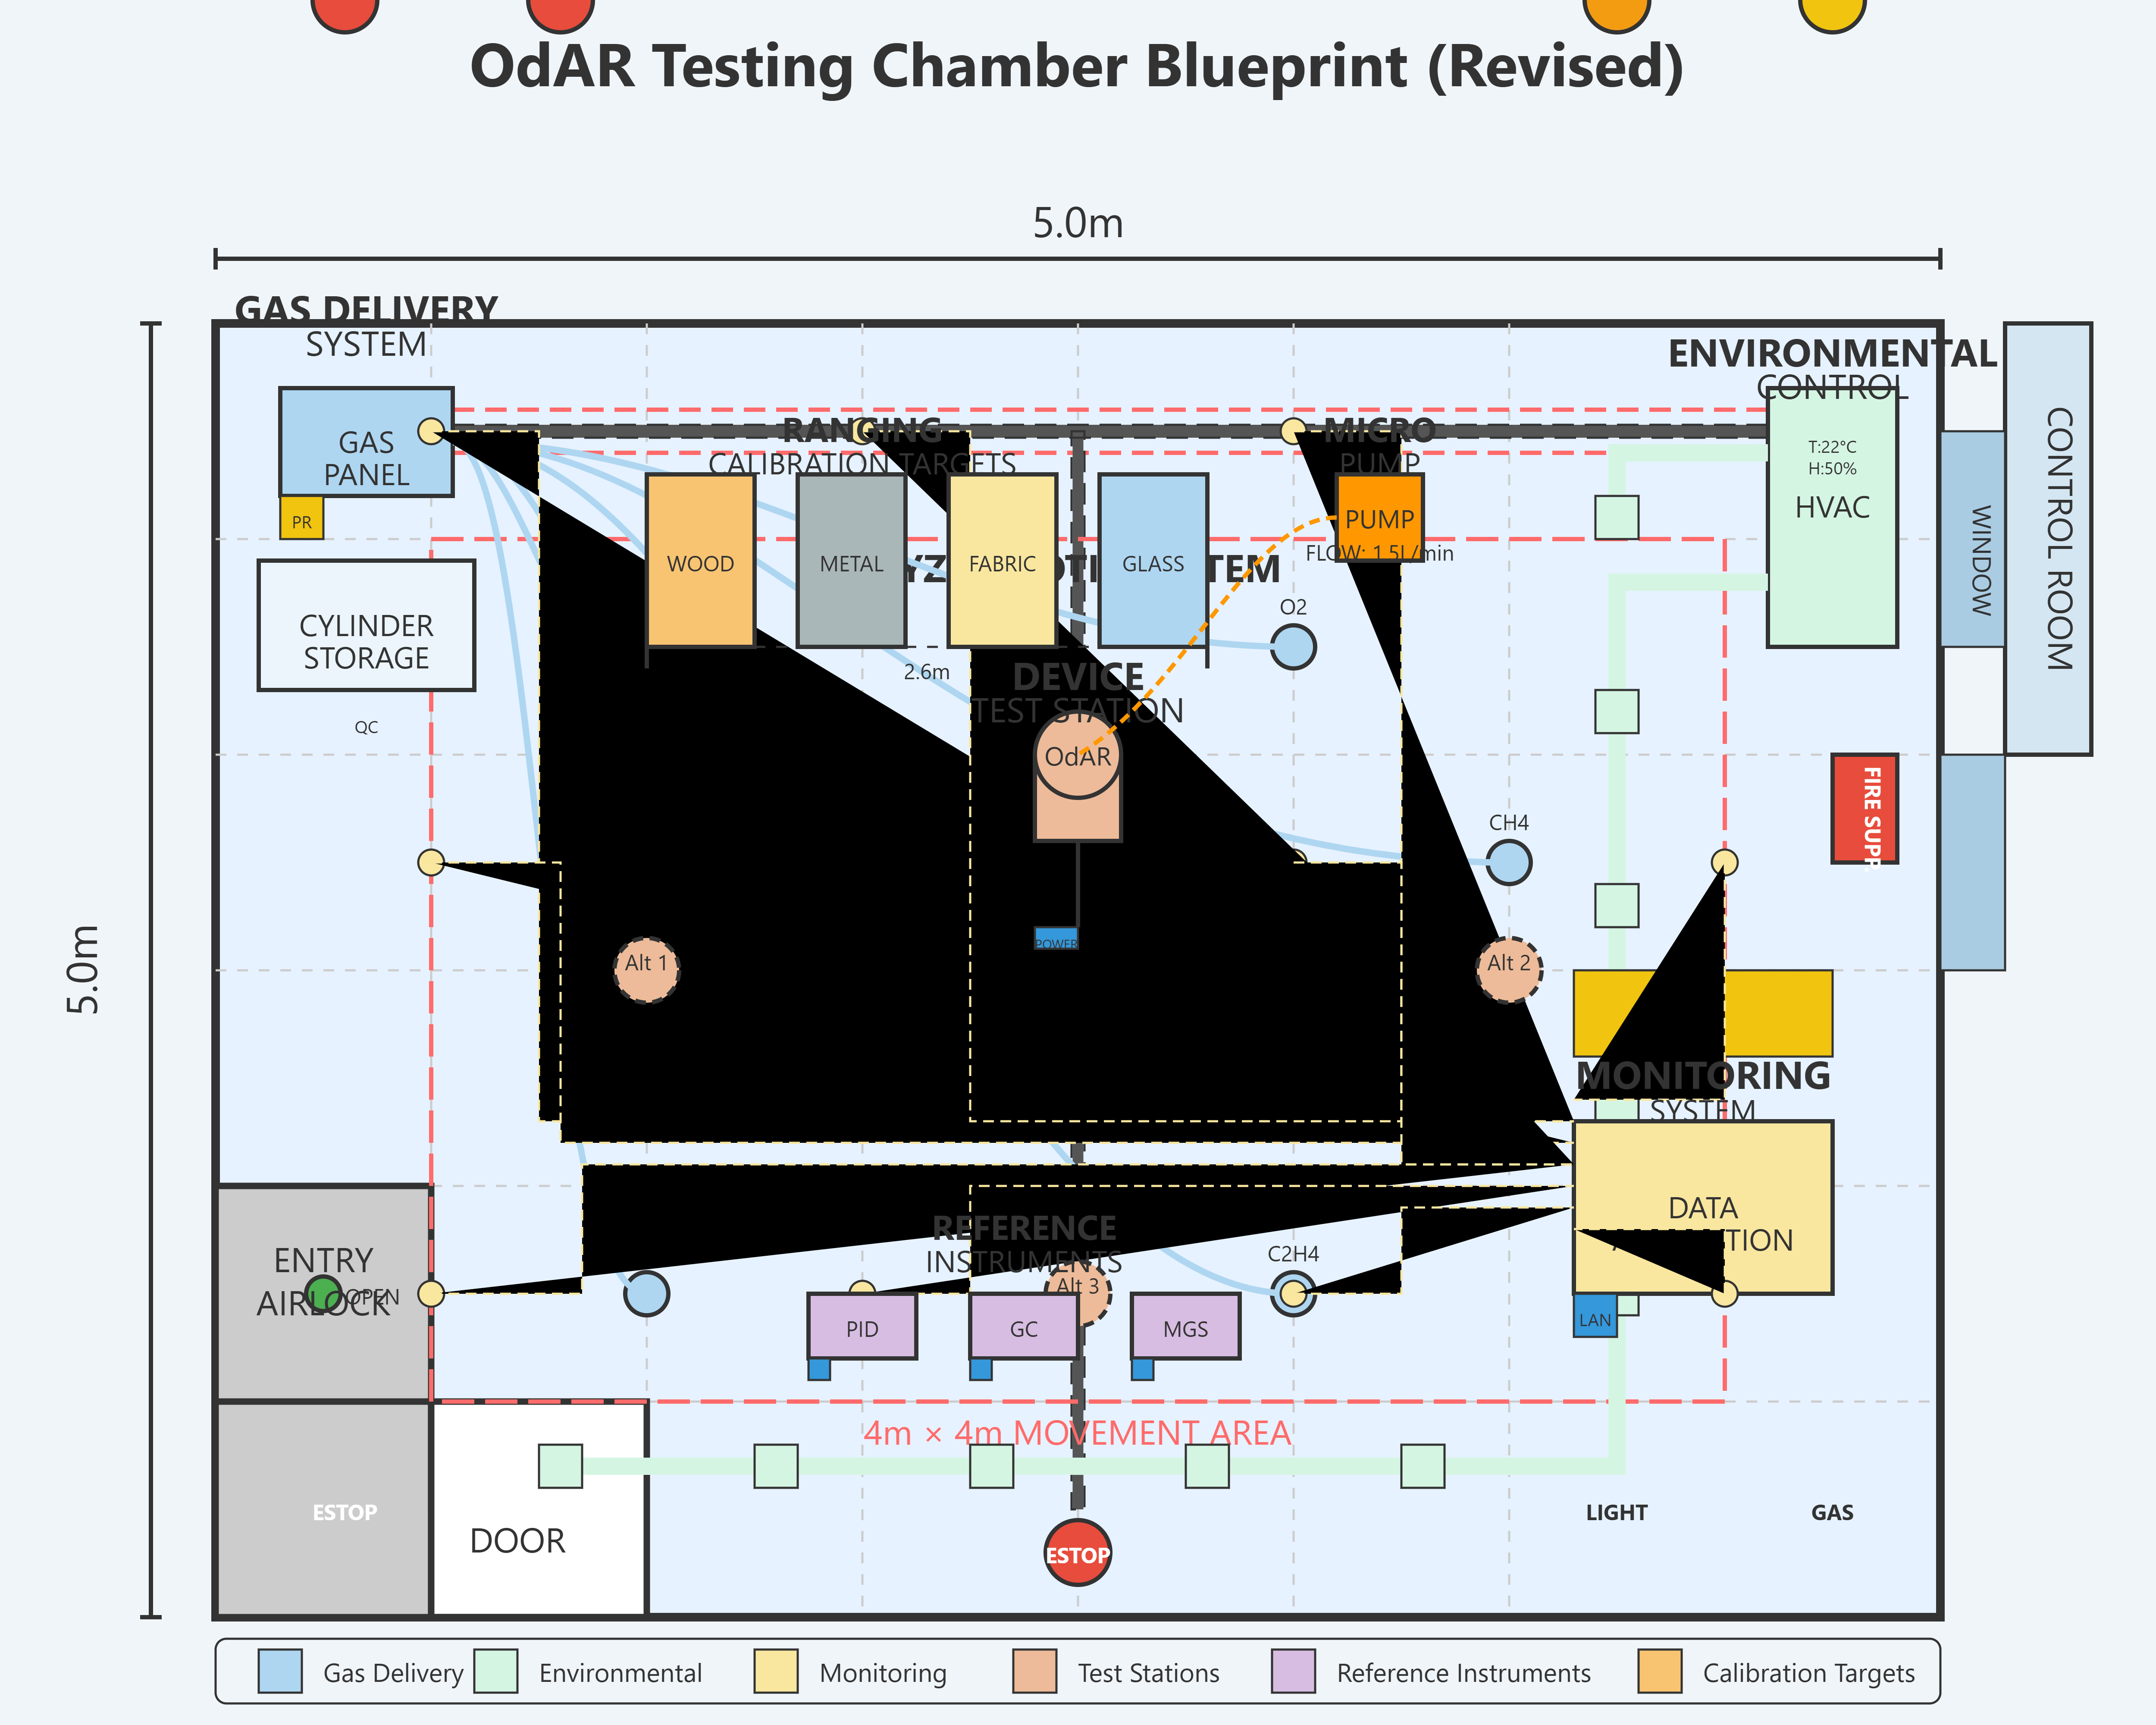 OdAR Testing Chamber Blueprint (Revised)
5.0m
GAS DELIVERY
SYSTEM
ENVIRONMENTAL
CONTROL
GAS
PANEL
PR
RANGING
CALIBRATION TARGETS
MICRO
PUMP
T:22°C
H:50%
HVAC
CONTROL ROOM
WINDOW
WOOD
METAL
FABRIC
GLASS
PUMP
FLOW: 1.5L/min
CYLINDER
STORAGE
QC
O2
2.6m
DEVICE
TEST STATION
OdAR
CH4
FIRE SUPP.
5.0m
POWER
Alt 1
Alt 2
MONITORING
SYSTEM
DATA
ENTRY
AIRLOCK
OPEN
REFERENCE
INSTRUMENTS
C2H4
Alt 3
PID
GC
MGS
LAN
4m × 4m MOVEMENT AREA
ESTOP
DOOR
ESTOP
LIGHT
GAS
Gas Delivery
Environmental
Monitoring
Test Stations
Reference Instruments
Calibration Targets